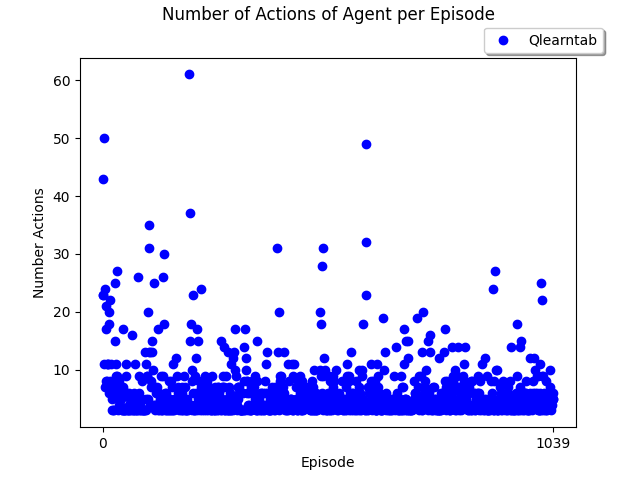 Number of Actions of Agent per Episode
Qlearntab
60
50
40
30
20
10
Number Actions
0
1039
Episode